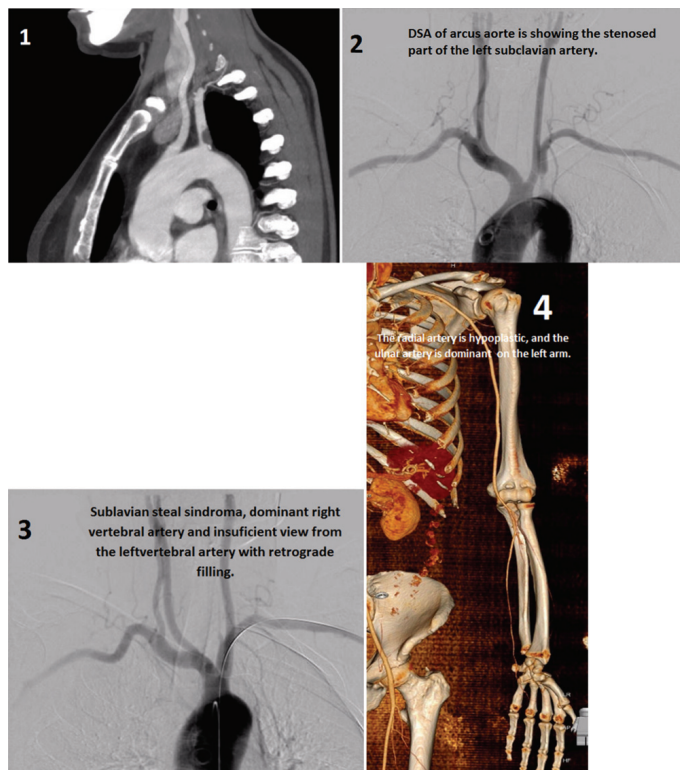 1
2
DSA of arcus aorte is showing the stenosed
part of the left subclavian artery.
4
The radial artery is hypoplastic, and the
ulnar artery is dominant on the left arm.
3
Sublavian steal sindroma, dominant right
vertebral artery and insuficient view from
the leftvertebral artery with retrograde
filling.